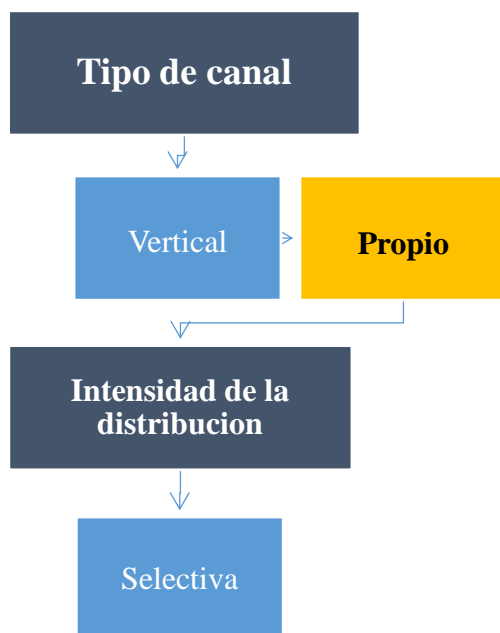 Tipo de canal
Vertical
Propio
Intensidad de la
distribucion
Selectiva